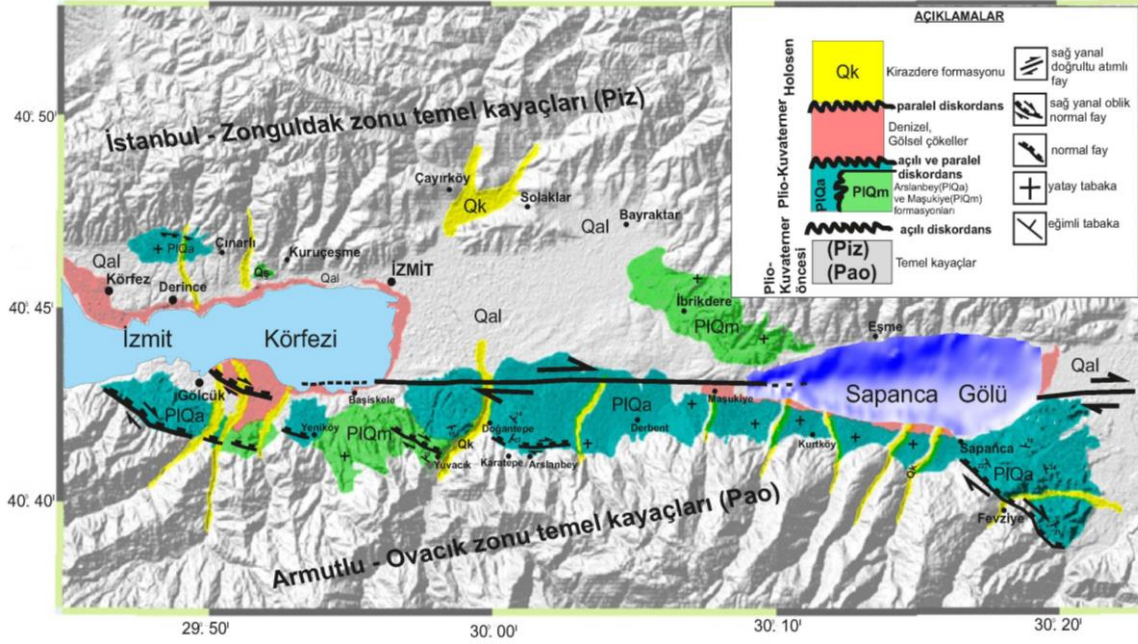 AÇIKLAMALAR
Holosen
Plio-Kuvaterner
Plio-
Kuvaterner
öncesi
Qk
Kirazdere formasyonu
paralel diskordans
Denizel,
Gölsel çökeller
açılı ve paralel
diskordans
PlQa
PlQm
Arslanbey(PlQa)
ve Maşukiye(PlQm)
formasyonları
açılı diskordans
(Piz)
(Pao)
Temel kayaçlar
sağ yanal
doğrultu atımlı
fay
sağ yanal oblik
normal fay
normal fay
yatay tabaka
eğimli tabaka
40. 50'
40. 45'
40. 40'
İstanbul - Zonguldak zonu temel kayaçları (Piz)
Çayırköy
Solaklar
Qk
Bayraktar
Qal
PlQa
Çınarlı
Kuruçeşme
Qal
Körfez
Derince
Qal
İZMİT
İbrikdere
PlQm
Qal
Eşme
İzmit
Körfezi
Sapanca Gölü
Qal
Gölcük
PlQa
Başiskele
Yeniköy
PlQm
Qk
Yuvacık
Doğantepe
Karatepe
Arslanbey
PlQa
Derbent
Maşukiye
Kurtköy
Qk
Sapanca
PlQa
Fevziye
Armutlu - Ovacık zonu temel kayaçları (Pao)
29. 50'
30. 00'
30. 10'
30. 20'